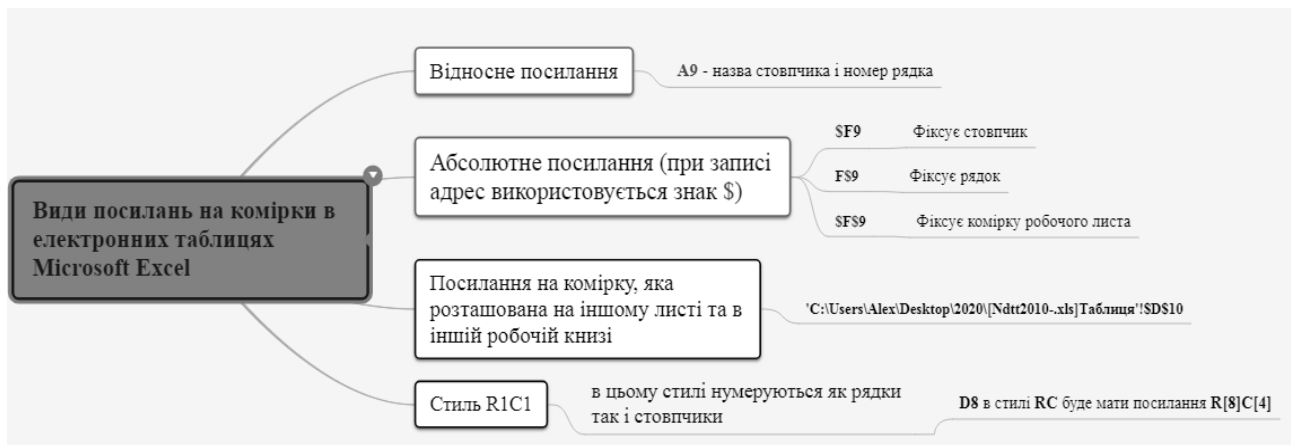 Види посилань на комірки в
електронних таблицях
Microsoft Excel
Відносне посилання
A9 - назва стовпчика і номер рядка
Абсолютне посилання (при записі
адрес використовується знак $)
$F9 Фіксує стовпчик
F$9 Фіксує рядок
$F$9 Фіксує комірку робочого листа
Посилання на комірку, яка
розташована на іншому листі та в
іншій робочій книзі
'C:\Users\Alex\Desktop\2020\[Ndtt2010-.xls]Таблиця'!$D$10
Стиль R1C1
в цьому стилі нумеруються як рядки
так і стовпчики
D8 в стилі RC буде мати посилання R[8]C[4]